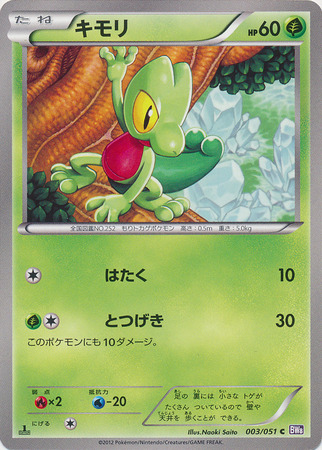 たね キモリ HP60
全国図鑑NO.252 もりトカゲポケモン 高さ:0.5m 重さ:5.0kg
はたく 10
とつげき 30
このポケモンにも10ダメージ。
弱点 抵抗力
×2 -20
にげる
足の裏には小さなトゲが
たくさんついているので壁や
天井を歩くことができる。
1
Illus.Naoki Saito 003/051 C BW8
©2012 Pokémon/Nintendo/Creatures/GAME FREAK.